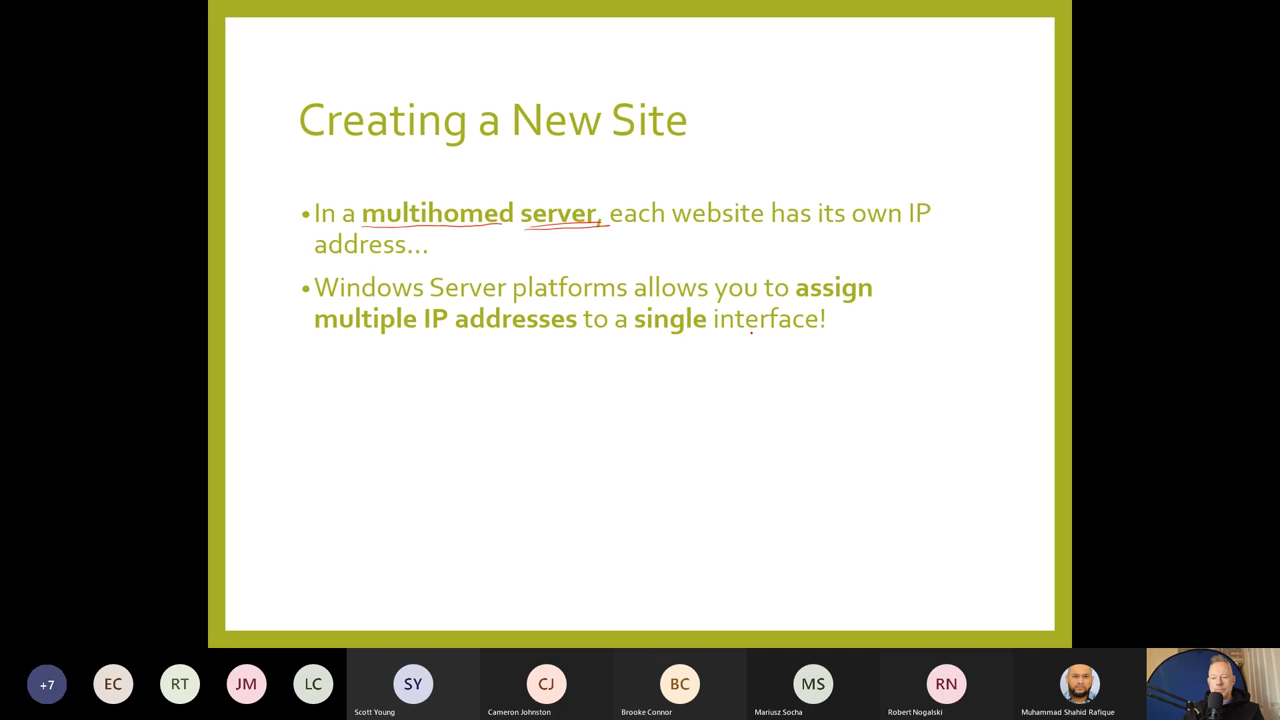 Creating a New Site
• In a multihomed server, each website has its own IP
address...
• Windows Server platforms allows you to assign
multiple IP addresses to a single interface!
+7
EC
RT
JM
LC
SY
CJ
BC
MS
RN
Scott Young
Cameron Johnston
Brooke Connor
Mariusz Socha
Robert Nogalski
Muhammad Shahid Rafique